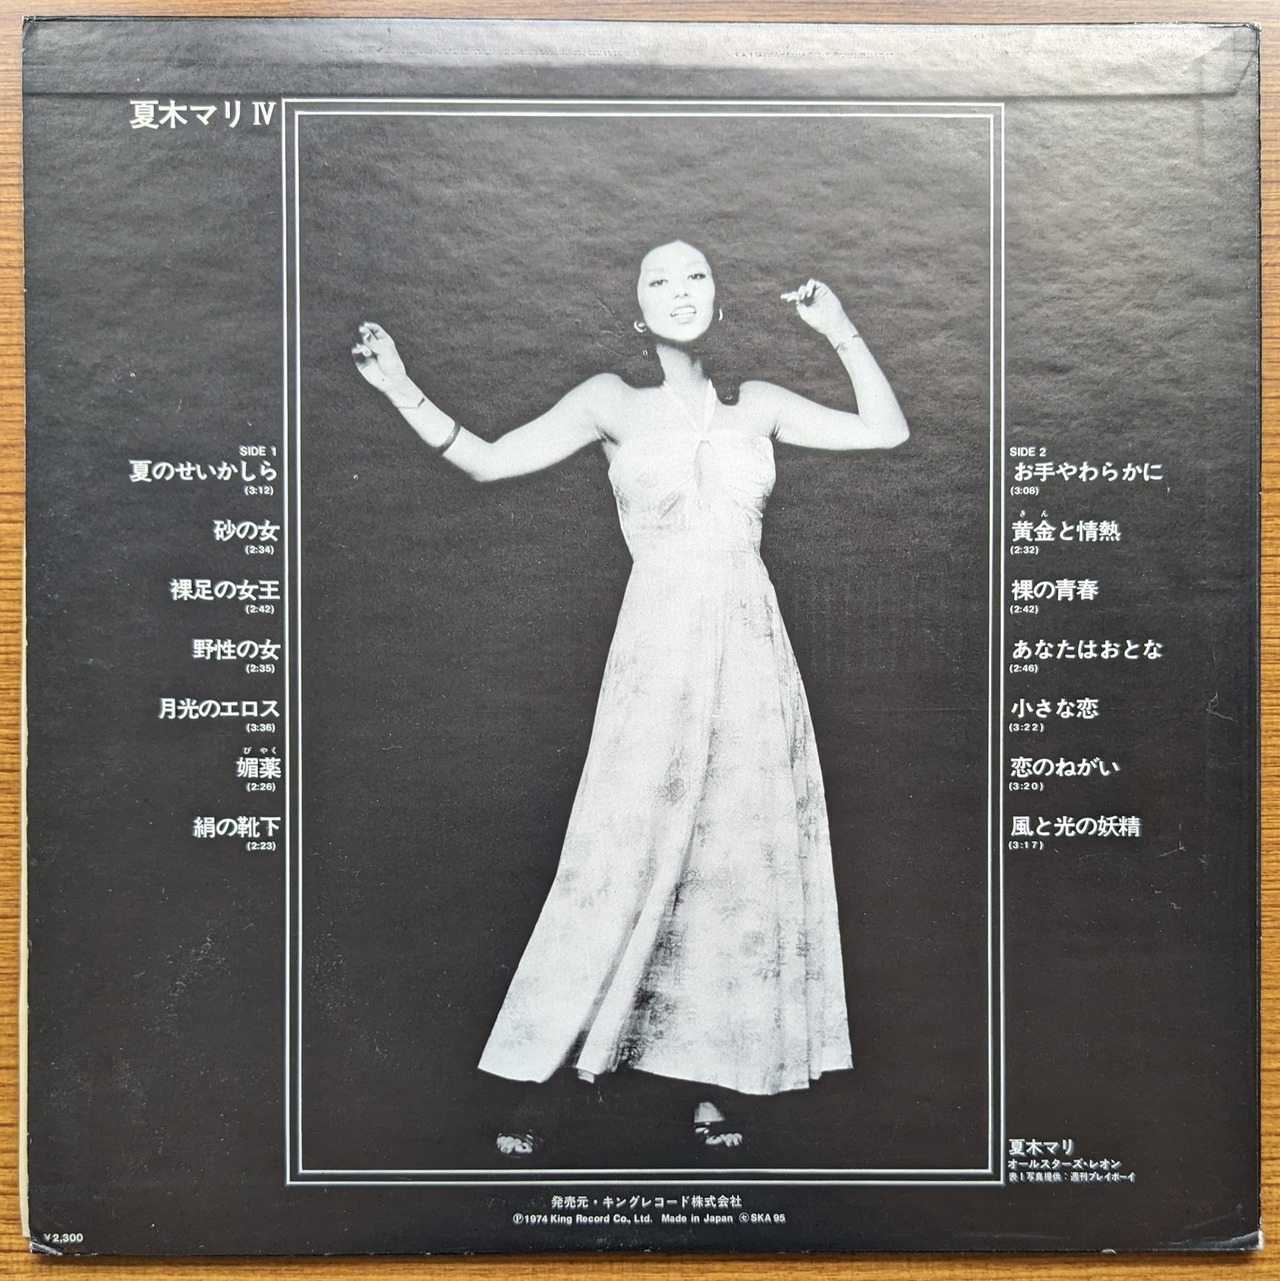 夏木マリ IV
SIDE 1
夏のせいかしら
(3:12)
砂の女
(2:34)
裸足の女王
(2:42)
野性の女
(2:35)
月光のエロス
(3:36)
びやく
媚薬
(2:26)
絹の靴下
(2:23)
SIDE 2
お手やわらかに
(3:08)
きん
黄金と情熱
(2:32)
裸の青春
(2:42)
あなたはおとな
(2:46)
小さな恋
(3:22)
恋のねがい
(3:20)
風と光の妖精
(3:17)
夏木マリ
オールスターズ・レオン
表1写真提供：週刊プレイボーイ
発売元・キングレコード株式会社
Ⓟ1974 King Record Co., Ltd. Made in Japan ⓒ SKA 95
¥2,300